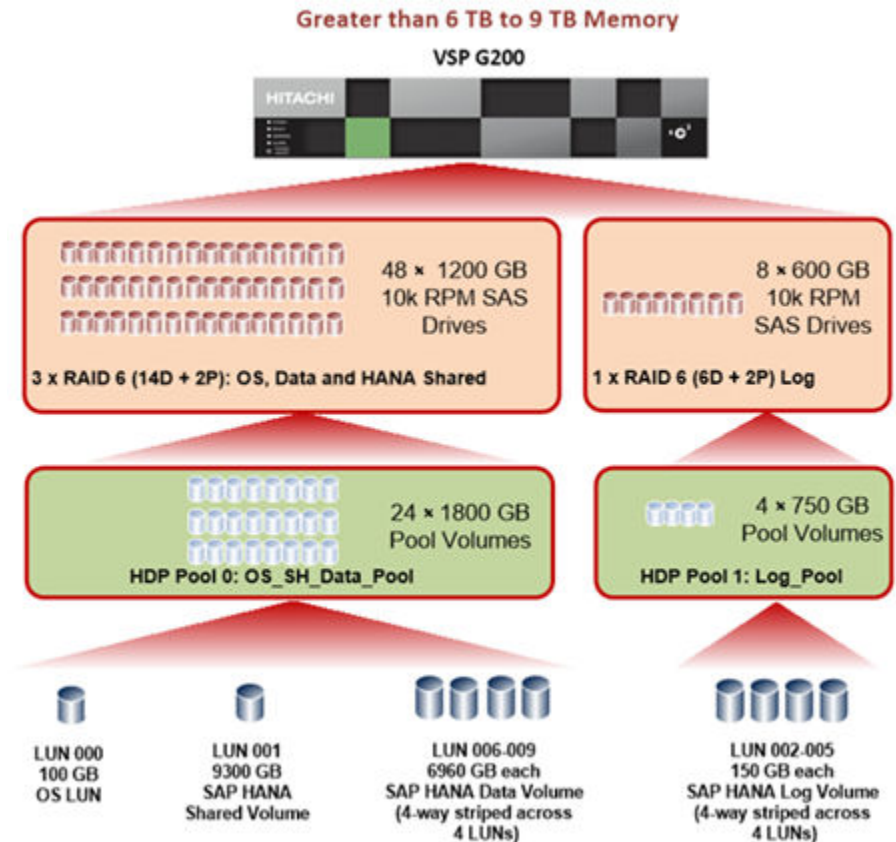 Greater than 6 TB to 9 TB Memory
VSP G200
HITACHI
48 × 1200 GB
10k RPM SAS
Drives
3 x RAID 6 (14D + 2P): OS, Data and HANA Shared
8 × 600 GB
10k RPM
SAS Drives
1 x RAID 6 (6D + 2P) Log
24 × 1800 GB
Pool Volumes
HDP Pool 0: OS_SH_Data_Pool
4 × 750 GB
Pool Volumes
HDP Pool 1: Log_Pool
LUN 000
100 GB
OS LUN
LUN 001
9300 GB
SAP HANA
Shared Volume
LUN 006-009
6960 GB each
SAP HANA Data Volume
(4-way striped across
4 LUNs)
LUN 002-005
150 GB each
SAP HANA Log Volume
(4-way striped across
4 LUNs)